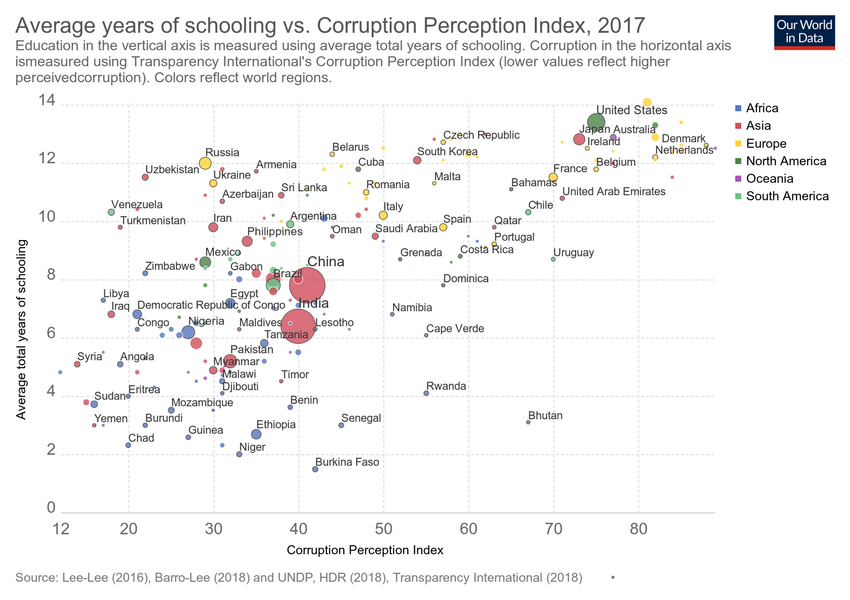 Average years of schooling vs. Corruption Perception Index, 2017
Our World
in Data
Education in the vertical axis is measured using average total years of schooling. Corruption in the horizontal axis
ismeasured using Transparency International's Corruption Perception Index (lower values reflect higher
perceivedcorruption). Colors reflect world regions.
14
United States
Africa
Czech Republic
Japan Australia
Asia
Belarus
Ireland
Denmark
Europe
Russia
South Korea
Netherlands
North America
12
Uzbekistan
Armenia
Cuba
France
Belgium
Oceania
Ukraine
Romania
Malta
Bahamas
South America
Azerbaijan
Sri Lanka
United Arab Emirates
Venezuela
Italy
Chile
Turkmenistan
Iran
Argentina
Spain
Qatar
10
Philippines
Oman
Saudi Arabia
Portugal
Mexico
Grenada
Costa Rica
Uruguay
Zimbabwe
Gabon
China
8
Brazil
Dominica
Libya
Egypt
Iraq
Democratic Republic of Congo
India
Namibia
Congo
Nigeria
Maldives
Lesotho
Cape Verde
6
Tanzania
Syria
Angola
Pakistan
Myanmar
Malawi
Timor
Eritrea
Djibouti
Rwanda
4
Sudan
Mozambique
Benin
Yemen
Burundi
Senegal
Bhutan
Guinea
Ethiopia
Chad
Niger
2
Burkina Faso
0
12
20
30
40
50
60
70
80
Average total years of schooling
Corruption Perception Index
Source: Lee-Lee (2016), Barro-Lee (2018) and UNDP, HDR (2018), Transparency International (2018) •